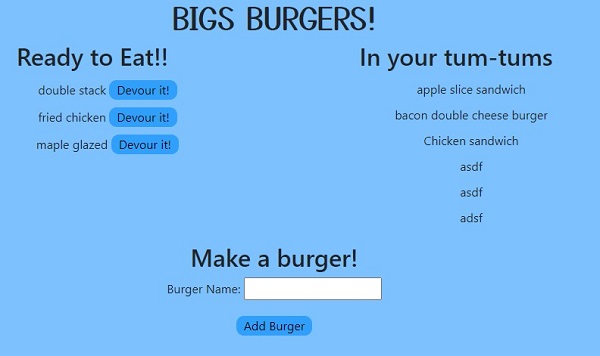 BIGS BURGERS!
Ready to Eat!!
double stack Devour it!
fried chicken Devour it!
maple glazed Devour it!
In your tum-tums
apple slice sandwich
bacon double cheese burger
Chicken sandwich
asdf
asdf
adsf
Make a burger!
Burger Name:
Add Burger